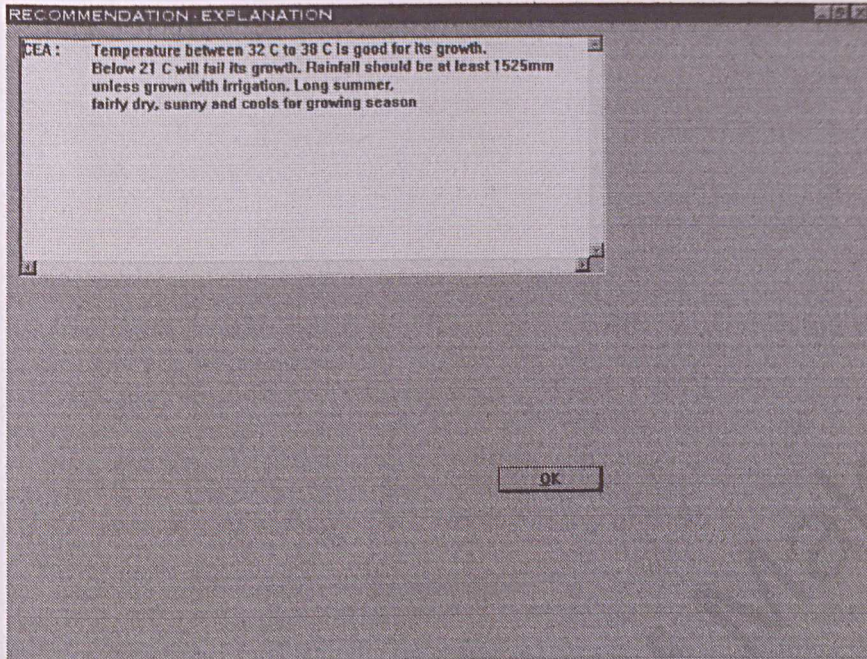 RECOMMENDATION - EXPLANATION
CEA : Temperature between 32 C to 38 C is good for its growth.
Below 21 C will fail its growth. Rainfall should be at least 1525mm
unless grown with irrigation. Long summer,
fairly dry, sunny and cools for growing season
OK